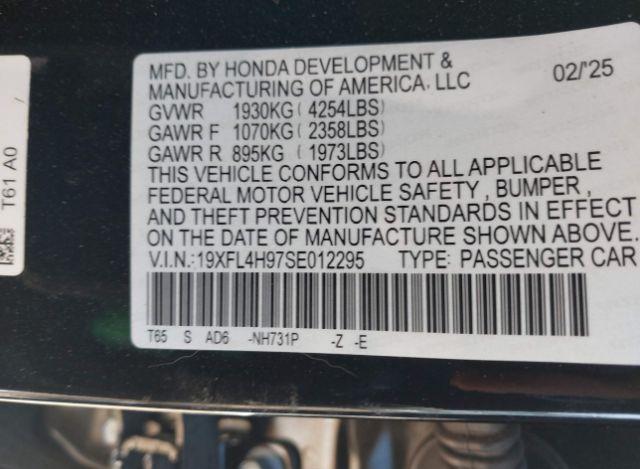 MFD. BY HONDA DEVELOPMENT &
MANUFACTURING OF AMERICA, LLC 02/'25
GVWR 1930KG ( 4254LBS)
GAWR F 1070KG ( 2358LBS)
GAWR R 895KG ( 1973LBS)
THIS VEHICLE CONFORMS TO ALL APPLICABLE
FEDERAL MOTOR VEHICLE SAFETY , BUMPER ,
AND THEFT PREVENTION STANDARDS IN EFFECT
ON THE DATE OF MANUFACTURE SHOWN ABOVE.
V.I.N.:19XFL4H97SE012295 TYPE: PASSENGER CAR
T65 S AD6 -NH731P -Z -E
T61 A0